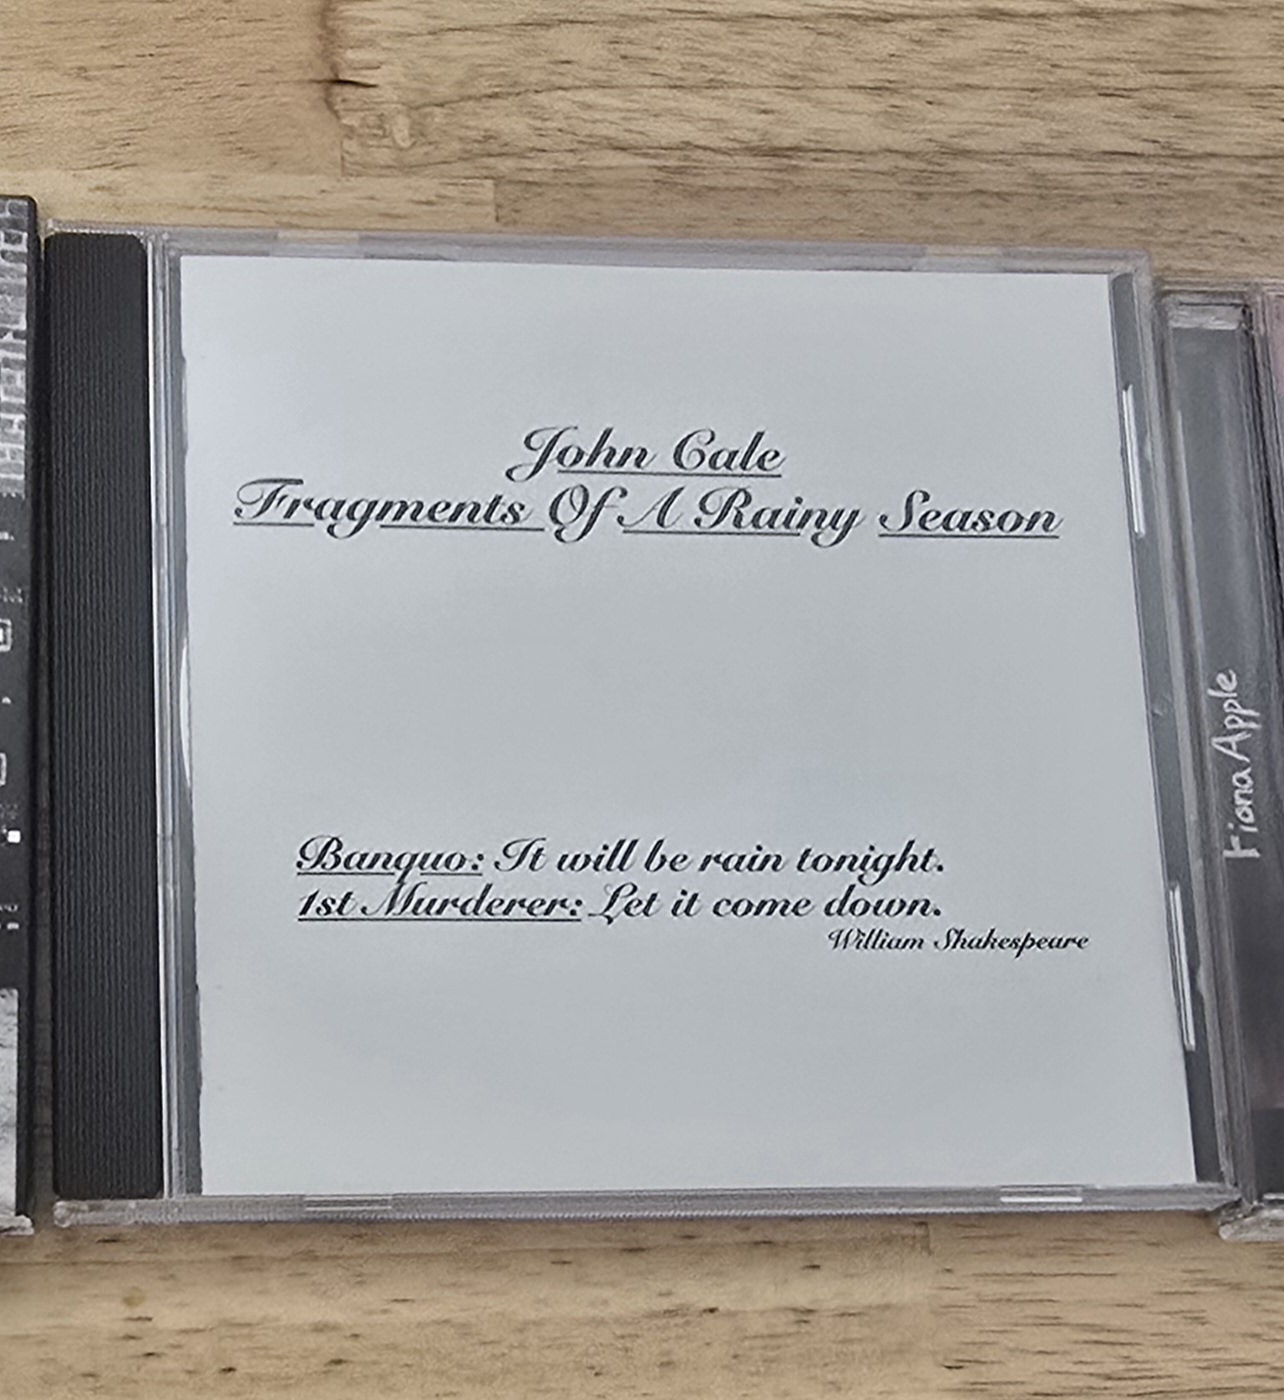 John Cale
Fragments Of A Rainy Season
Banquo: It will be rain tonight.
1st Murderer: Let it come down.
William Shakespeare
Fiona Apple